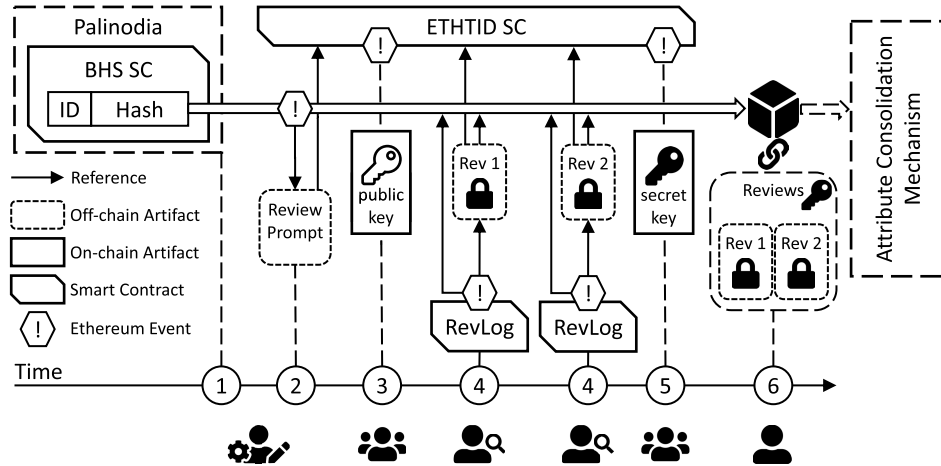 Palinodia
BHS SC
ID
Hash
ETHTID SC
!
!
!
Reference
Off-chain Artifact
On-chain Artifact
Smart Contract
!
Ethereum Event
Review
Prompt
public
key
Rev 1
Rev 2
secret
key
!
!
RevLog
RevLog
Reviews
Rev 1
Rev 2
Attribute Consolidation
Mechanism
Time
1
2
3
4
4
5
6